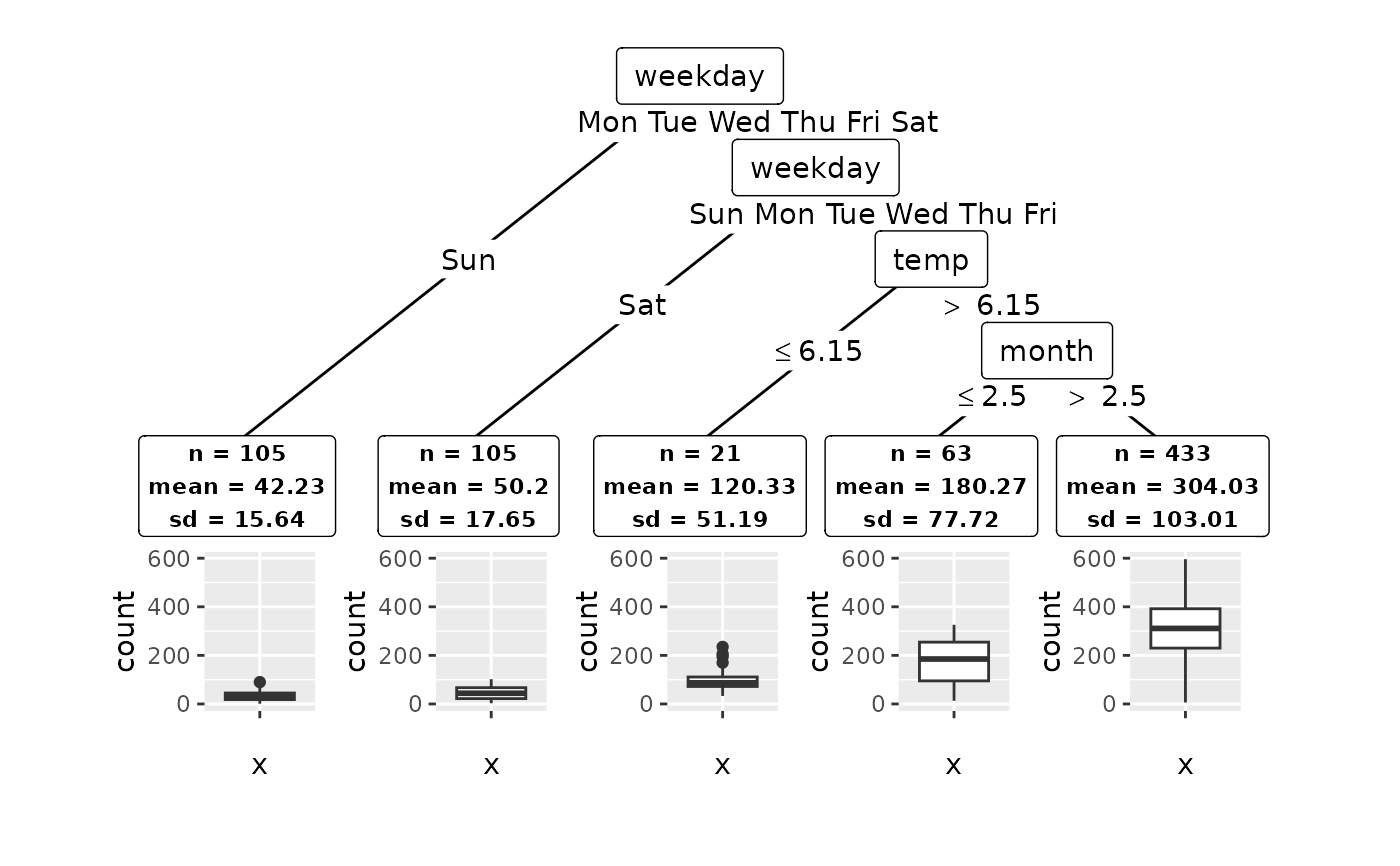 weekday
Mon Tue Wed Thu Fri Sat
weekday
Sun Mon Tue Wed Thu Fri
Sun
temp
Sat
> 6.15
≤ 6.15
month
≤ 2.5
> 2.5
n = 105
mean = 42.23
sd = 15.64
n = 105
mean = 50.2
sd = 17.65
n = 21
mean = 120.33
sd = 51.19
n = 63
mean = 180.27
sd = 77.72
n = 433
mean = 304.03
sd = 103.01
count
600
400
200
0
x
count
600
400
200
0
x
count
600
400
200
0
x
count
600
400
200
0
x
count
600
400
200
0
x